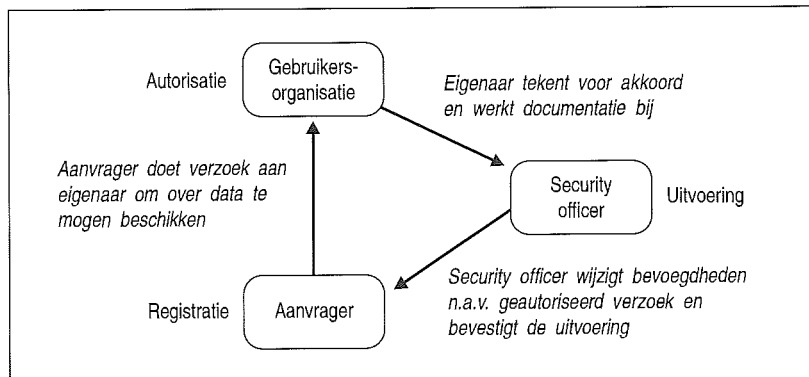 Autorisatie
Gebruikers-
organisatie
Eigenaar tekent voor akkoord
en werkt documentatie bij
Aanvrager doet verzoek aan
eigenaar om over data te
mogen beschikken
Security
officer
Uitvoering
Security officer wijzigt bevoegdheden
n.a.v. geautoriseerd verzoek en
bevestigt de uitvoering
Registratie
Aanvrager